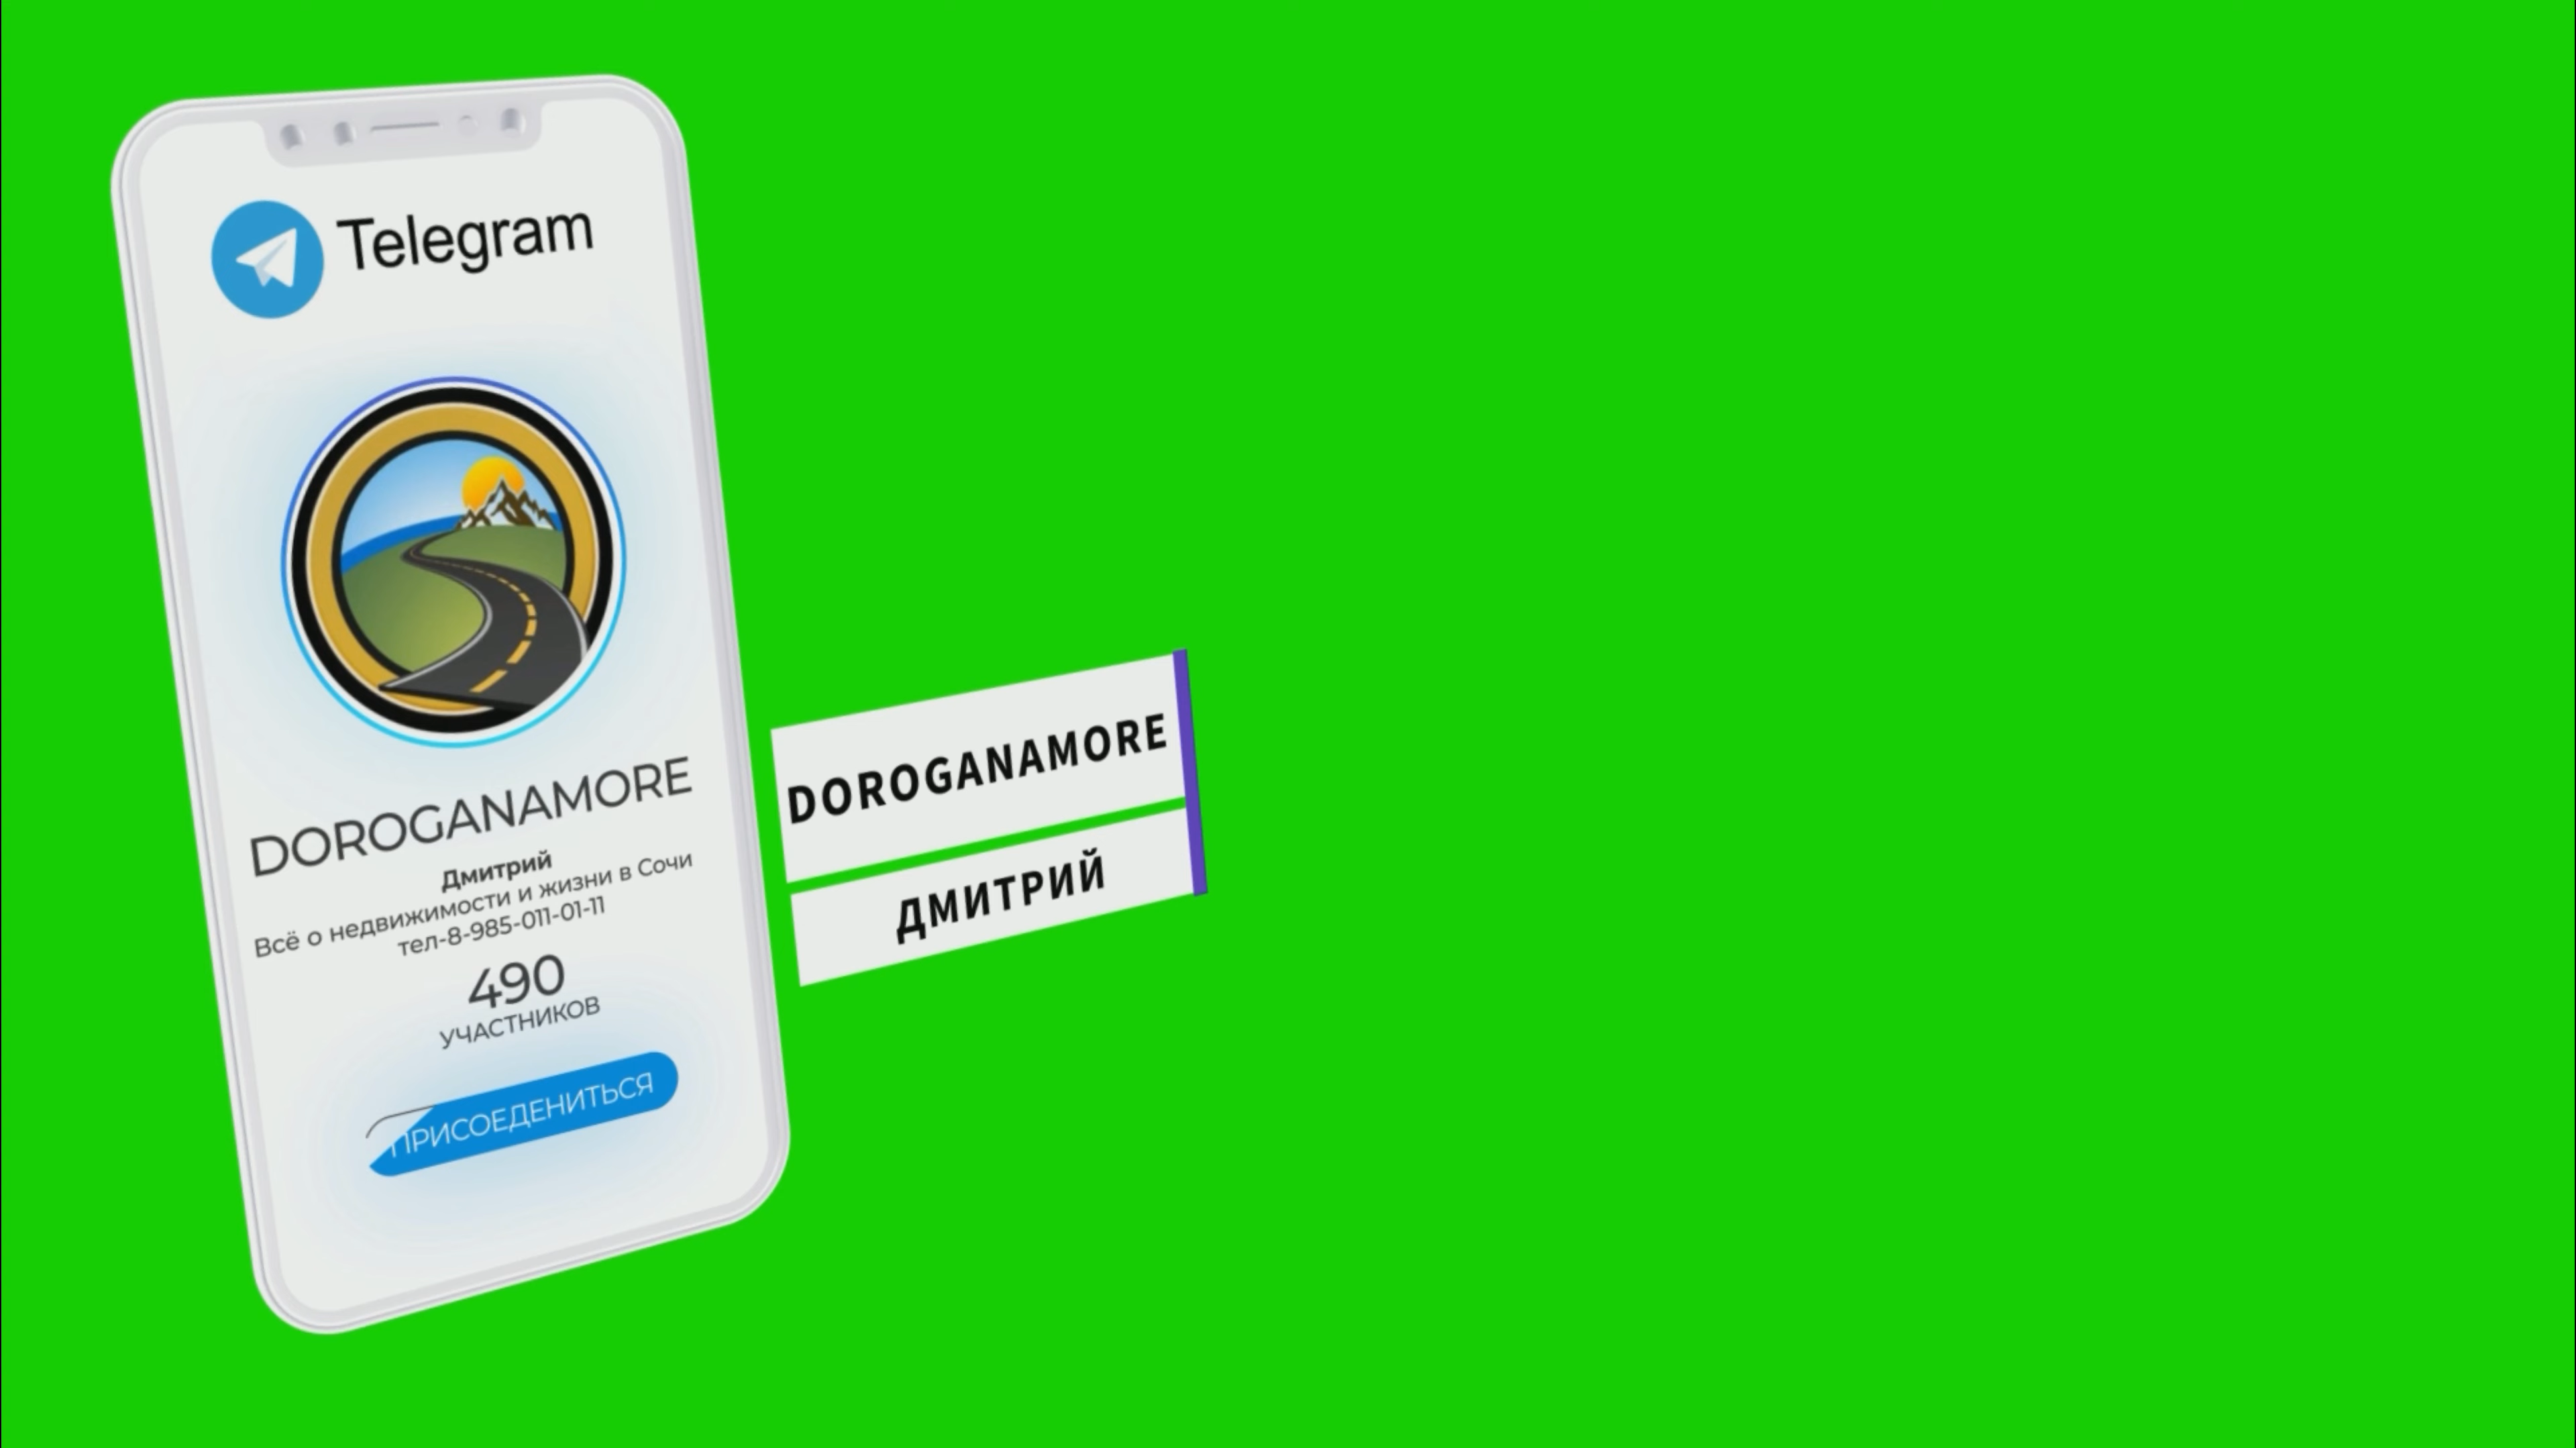 Telegram
DOROGANAMORE
Дмитрий
Всё о недвижимости и жизни в Сочи
тел-8-985-011-01-11
490
УЧАСТНИКОВ
ПРИСОЕДЕНИТЬСЯ
DOROGANAMORE
ДМИТРИЙ